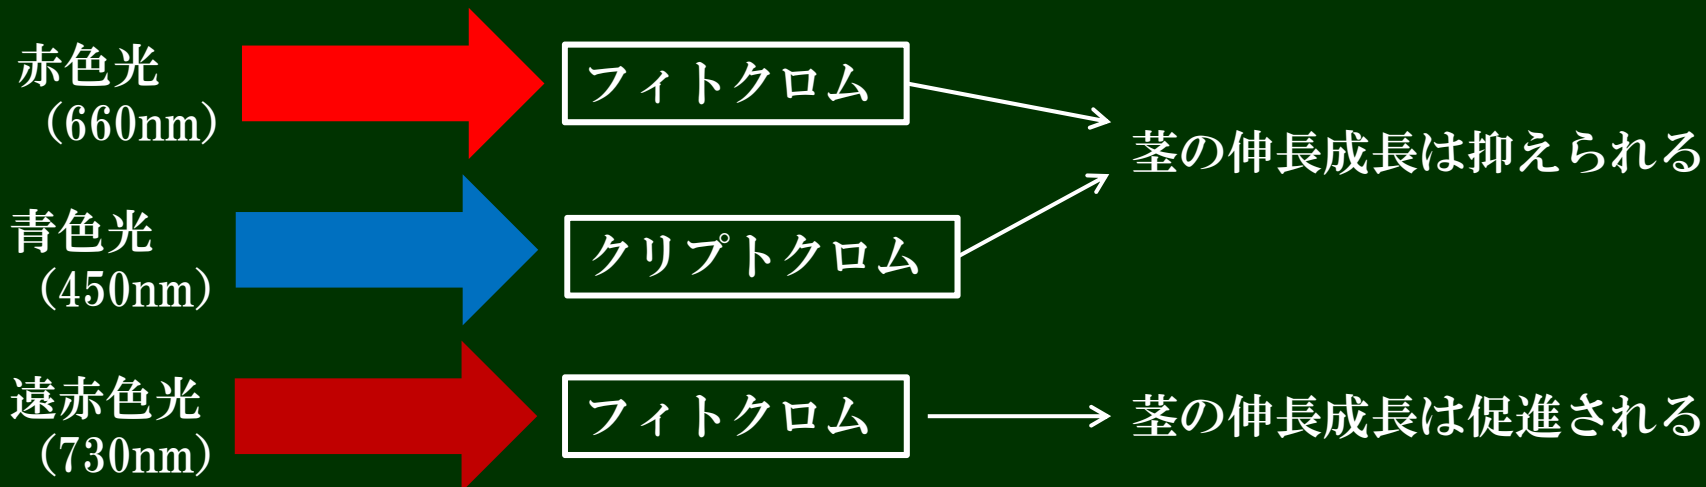 赤色光
(660nm)
フィトクロム
茎の伸長成長は抑えられる
青色光
(450nm)
クリプトクロム
遠赤色光
(730nm)
フィトクロム
茎の伸長成長は促進される